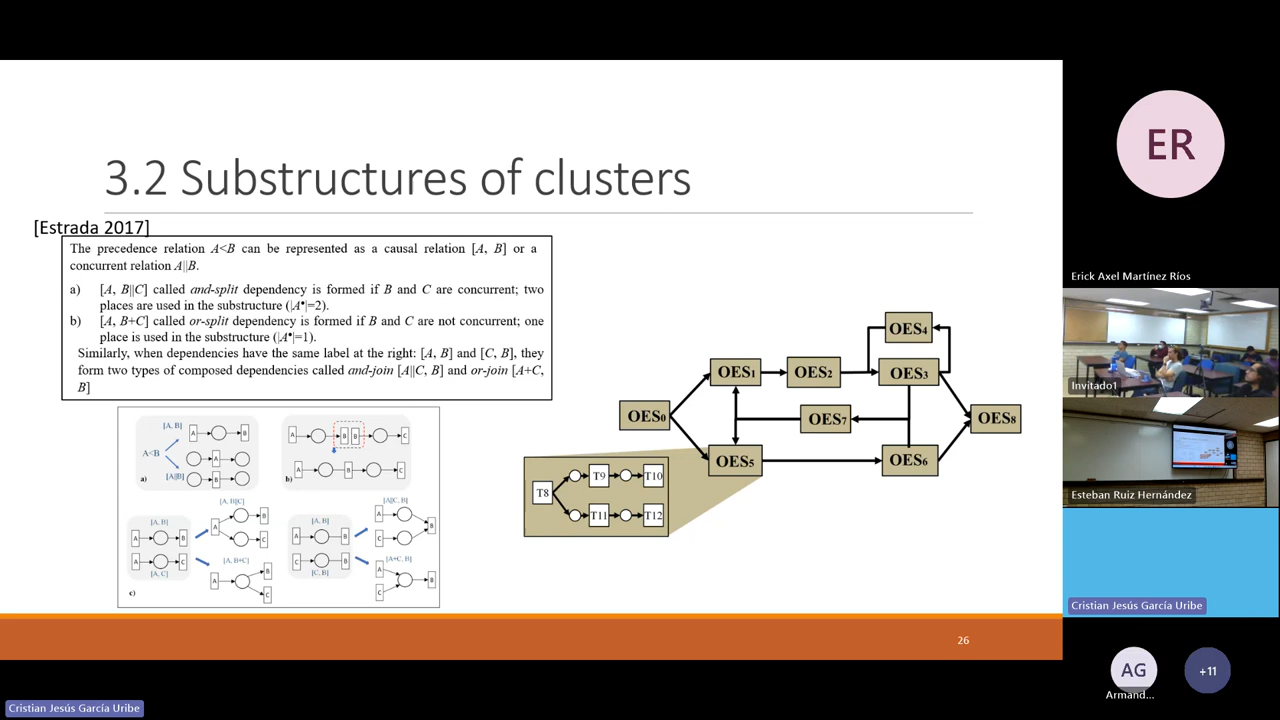 3.2 Substructures of clusters
[Estrada 2017]
The precedence relation A<B can be represented as a causal relation [A, B] or a
concurrent relation A||B.
a) [A, B||C] called and-split dependency is formed if B and C are concurrent; two
places are used in the substructure (|A•|=2).
b) [A, B+C] called or-split dependency is formed if B and C are not concurrent; one
place is used in the substructure (|A•|=1).
Similarly, when dependencies have the same label at the right: [A, B] and [C, B], they
form two types of composed dependencies called and-join [A||C, B] and or-join [A+C,
B]
[A, B]
A B
A<B
A
[A||B]
B
a)
A B B C
A B C
b)
[A, B]
A B
A C
[A, C]
[A, B||C]
A B C
[A, B+C]
A B C
[A, B]
A B
C B
[C, B]
[A||C, B]
A C B
[A+C, B]
A C B
c)
OES4
OES1 OES2 OES3
OES0 OES7 OES8
OES5 OES6
T8 T9 T10
T11 T12
26
ER
Erick Axel Martínez Ríos
Invitado1
Esteban Ruiz Hernández
Cristian Jesús García Uribe
AG
+11
Armand...
Cristian Jesús García Uribe